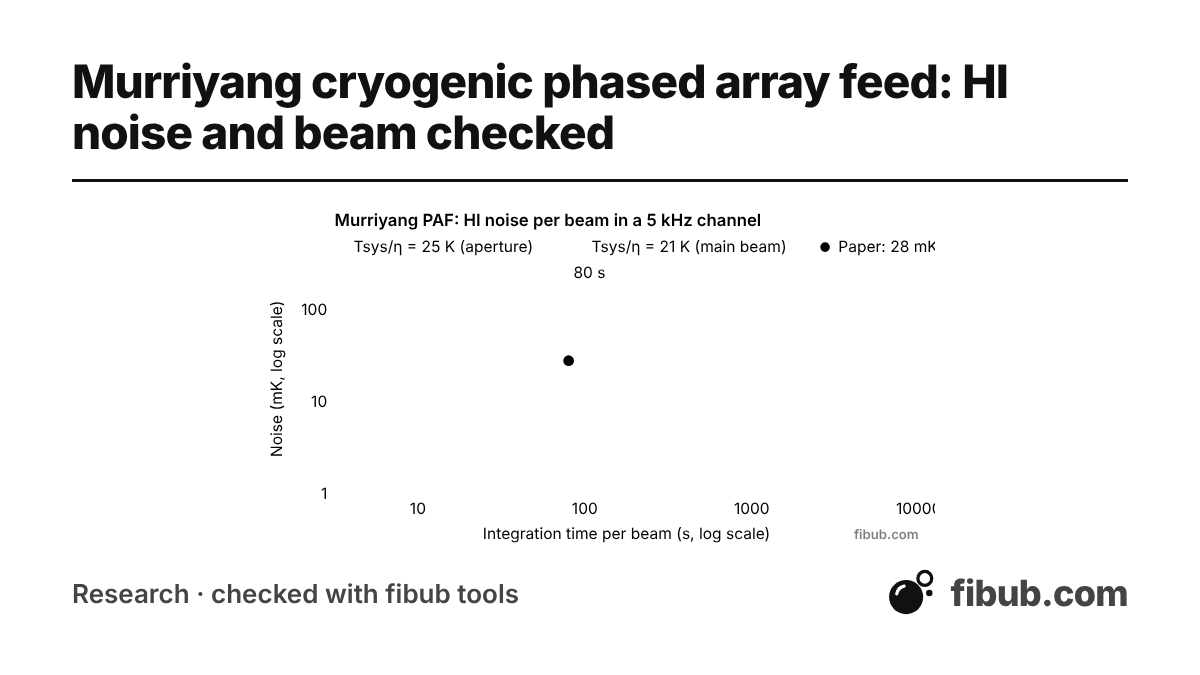 Murriyang cryogenic phased array feed: HI
noise and beam checked
Murriyang PAF: HI noise per beam in a 5 kHz channel
Tsys/η = 25 K (aperture)
Tsys/η = 21 K (main beam)
Paper: 28 mK
80 s
Noise (mK, log scale)
100
10
1
10
100
1000
10000
Integration time per beam (s, log scale)
fibub.com
Research · checked with fibub tools
fibub.com